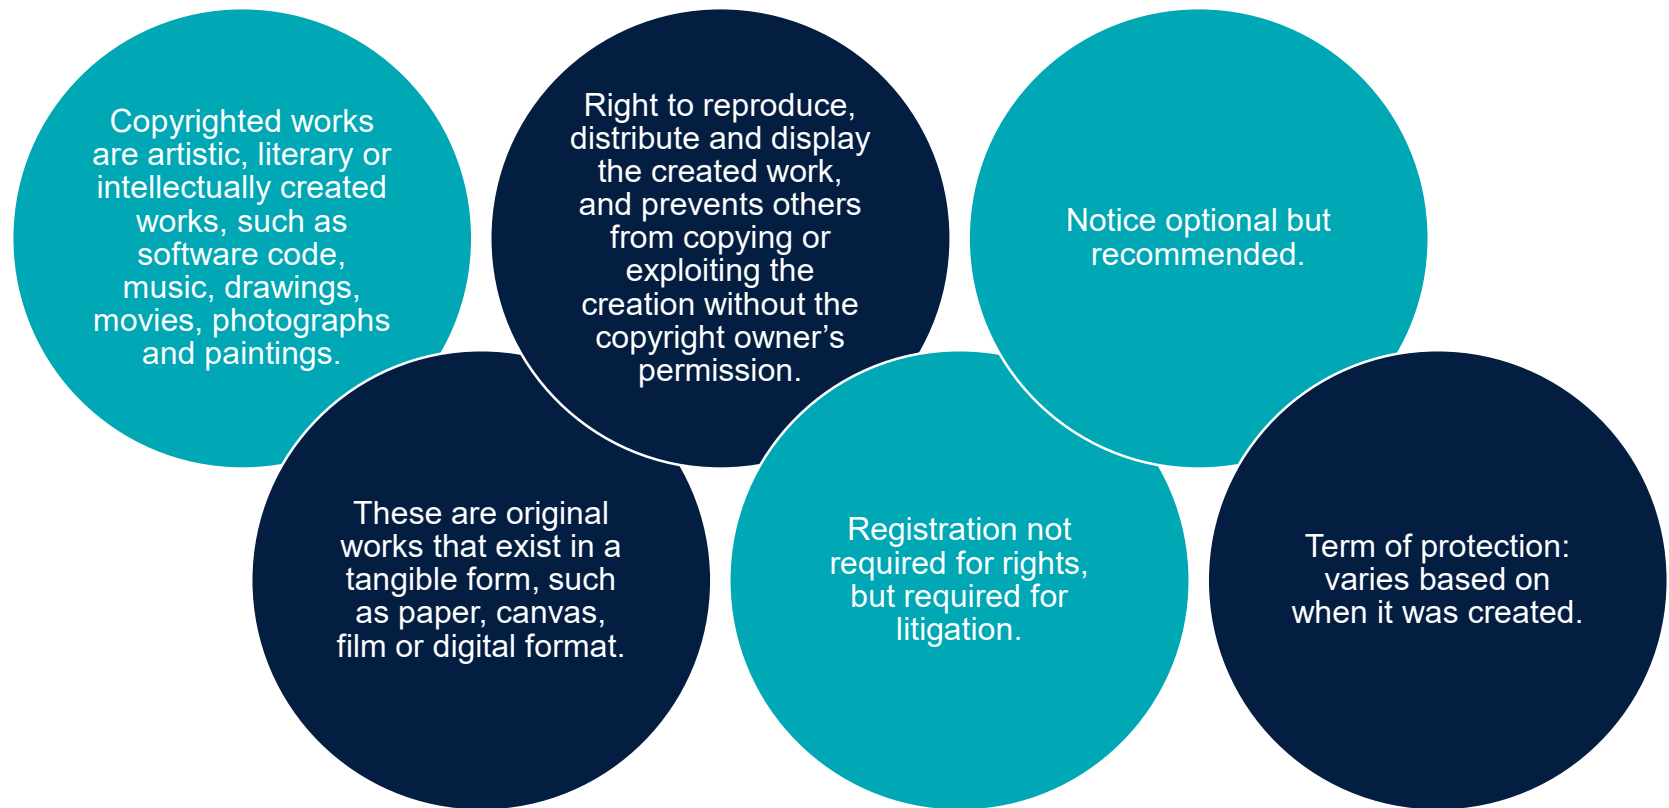 Copyrighted works
are artistic, literary or
intellectually created
works, such as
software code,
music, drawings,
movies, photographs
and paintings.
These are original
works that exist in a
tangible form, such
as paper, canvas,
film or digital format.
Right to reproduce,
distribute and display
the created work,
and prevents others
from copying or
exploiting the
creation without the
copyright owner’s
permission.
Registration not
required for rights,
but required for
litigation.
Notice optional but
recommended.
Term of protection:
varies based on
when it was created.